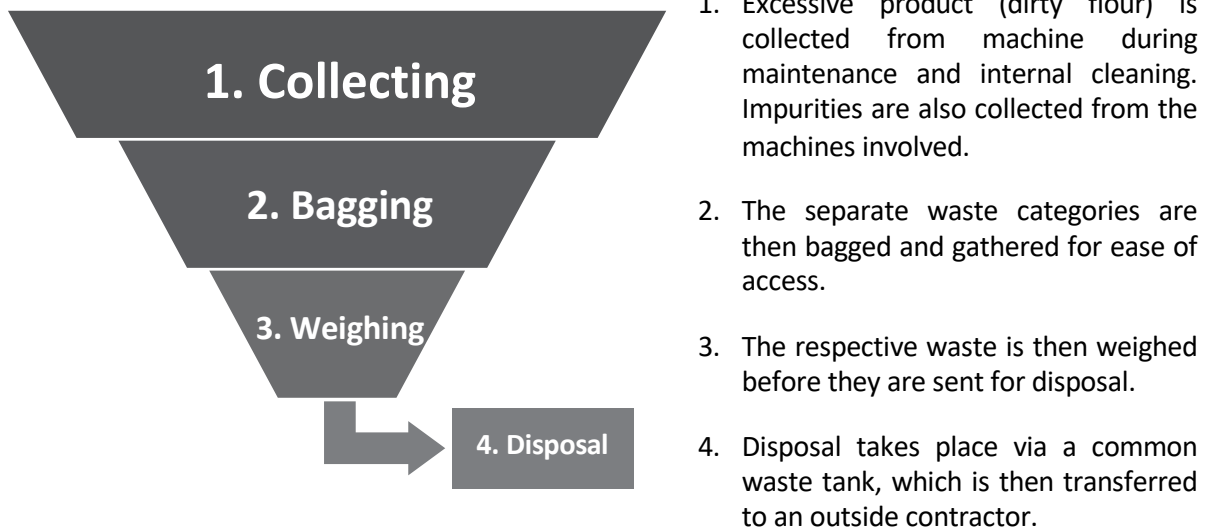 1. Collecting
2. Bagging
3. Weighing
4. Disposal
1. Excessive product (dirty flour) is
collected from machine during
maintenance and internal cleaning.
Impurities are also collected from the
machines involved.
2. The separate waste categories are
then bagged and gathered for ease of
access.
3. The respective waste is then weighed
before they are sent for disposal.
4. Disposal takes place via a common
waste tank, which is then transferred
to an outside contractor.